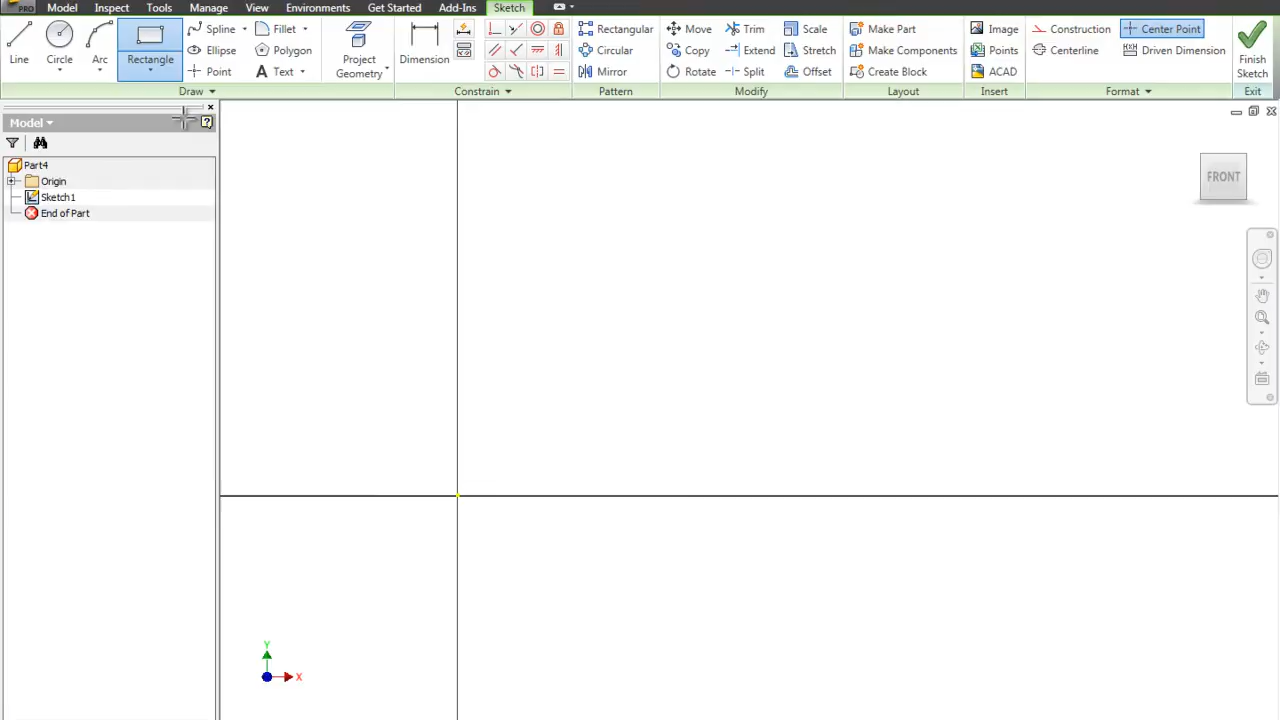 PRO Model Inspect Tools Manage View Environments Get Started Add-Ins Sketch
Line Circle Arc Rectangle Spline Fillet Project Geometry Dimension Rectangular Move Trim Scale Make Part Image Construction Center Point Finish Sketch
Ellipse Polygon Circular Copy Extend Stretch Make Components Points Centerline Driven Dimension
Point Text Mirror Rotate Split Offset Create Block ACAD
Draw Constrain Pattern Modify Layout Insert Format Exit
Model
Part4
Origin
Sketch1
End of Part
FRONT
Y
X